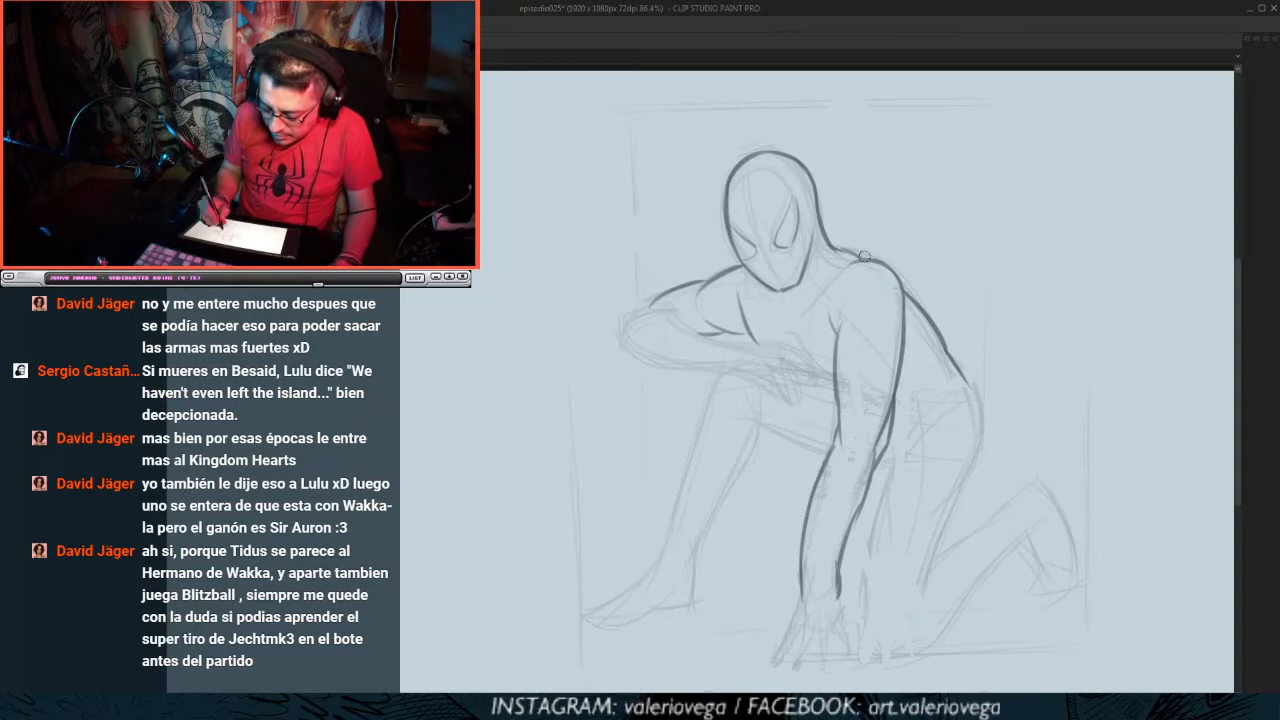 episodio025* (1920 x 1080px 72dpi 86.4%) - CLIP STUDIO PAINT PRO
LIST
David Jäger no y me entere mucho despues que
se podía hacer eso para poder sacar
las armas mas fuertes xD
Sergio Castañ... Si mueres en Besaid, Lulu dice "We
haven't even left the island..." bien
decepcionada.
David Jäger mas bien por esas épocas le entre
mas al Kingdom Hearts
David Jäger yo también le dije eso a Lulu xD luego
uno se entera de que esta con Wakka-
la pero el ganón es Sir Auron :3
David Jäger ah si, porque Tidus se parece al
Hermano de Wakka, y aparte tambien
juega Blitzball , siempre me quede
con la duda si podias aprender el
super tiro de Jechtmk3 en el bote
antes del partido
INSTAGRAM: valeriovega / FACEBOOK: art.valeriovega